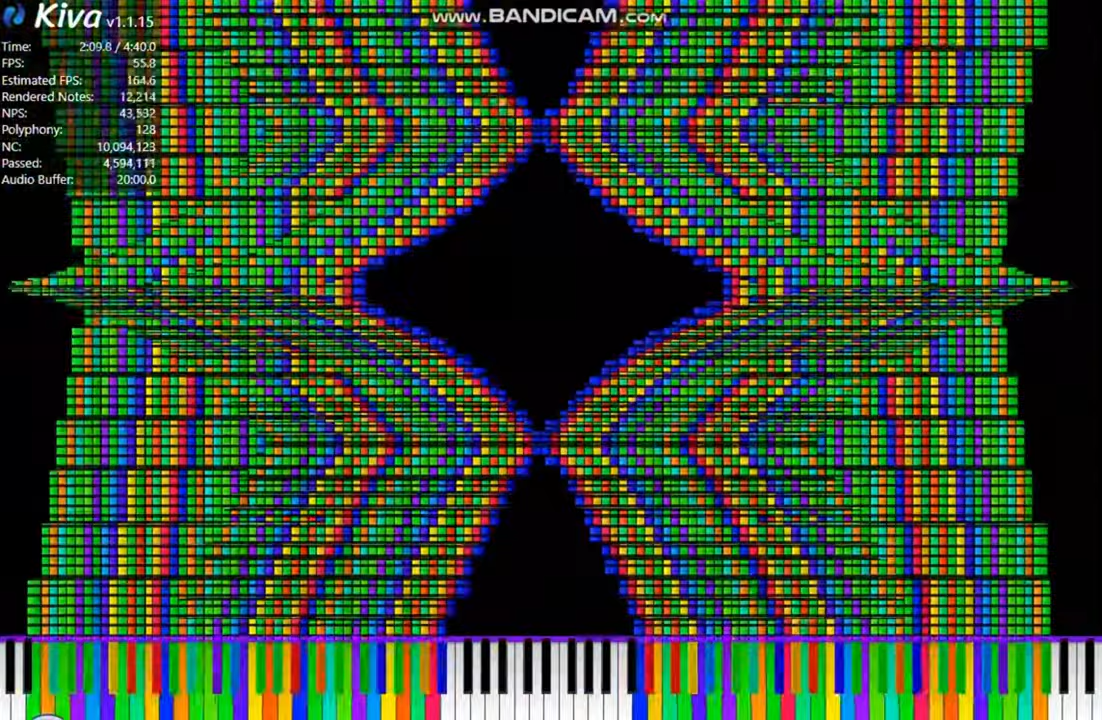 Kiva v1.1.15
www.BANDICAM.com
Time: 2:09.8 / 4:40.0
FPS: 55.8
Estimated FPS: 164.6
Rendered Notes: 12,214
NPS: 43,532
Polyphony: 128
NC: 10,094,123
Passed: 4,594,111
Audio Buffer: 20:00.0